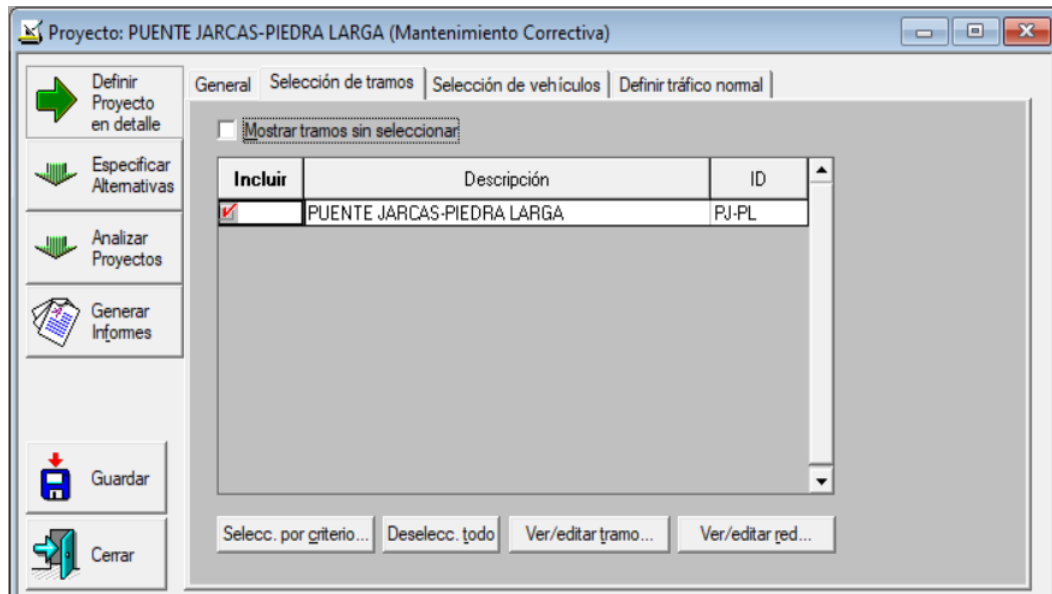 Proyecto: PUENTE JARCAS-PIEDRA LARGA (Mantenimiento Correctiva)
Definir
Proyecto
en detalle
Especificar
Alternativas
Analizar
Proyectos
Generar
Informes
Guardar
Cerrar
General Selección de tramos Selección de vehículos Definir tráfico normal
Mostrar tramos sin seleccionar
Incluir Descripción ID
PUENTE JARCAS-PIEDRA LARGA PJ-PL
Selecc. por criterio... Deselecc. todo Ver/editar tramo... Ver/editar red...